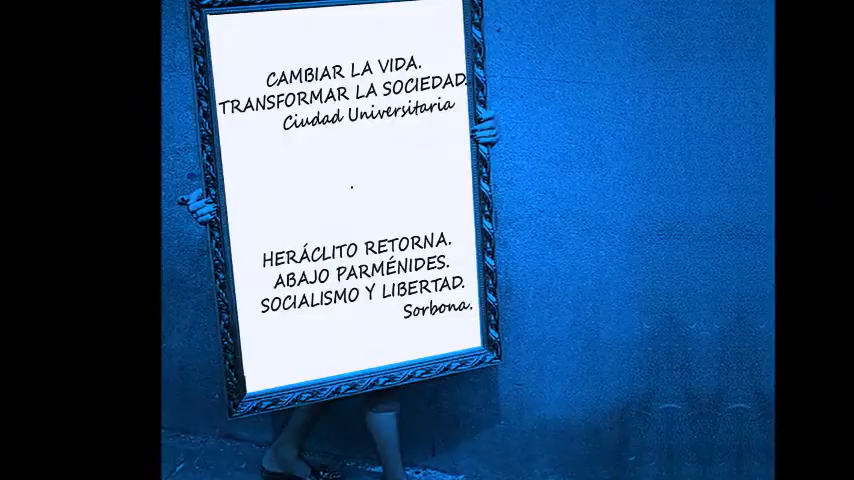 CAMBIAR LA VIDA.
TRANSFORMAR LA SOCIEDAD.
Ciudad Universitaria
.
HERÁCLITO RETORNA.
ABAJO PARMÉNIDES.
SOCIALISMO Y LIBERTAD.
Sorbona.